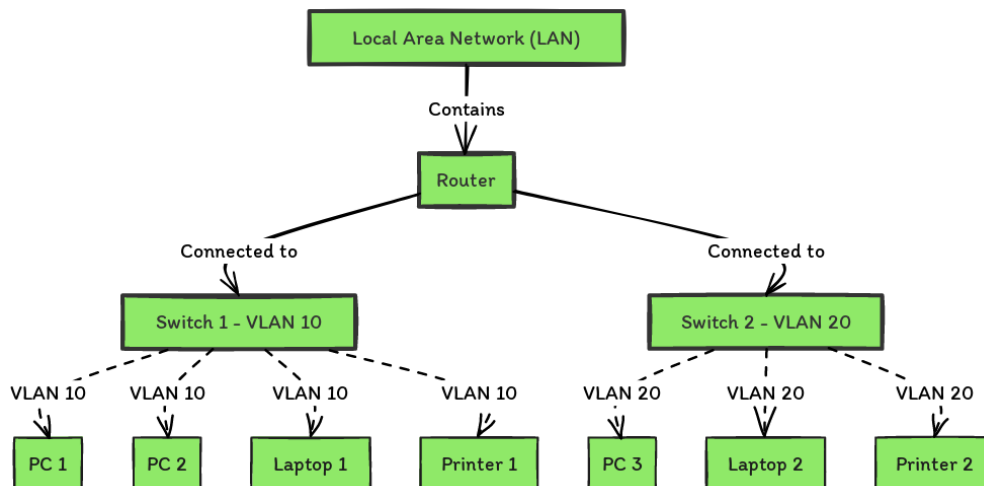 Local Area Network (LAN)
Contains
Router
Connected to
Connected to
Switch 1 - VLAN 10
Switch 2 - VLAN 20
VLAN 10
VLAN 10
VLAN 10
VLAN 10
VLAN 20
VLAN 20
VLAN 20
PC 1
PC 2
Laptop 1
Printer 1
PC 3
Laptop 2
Printer 2